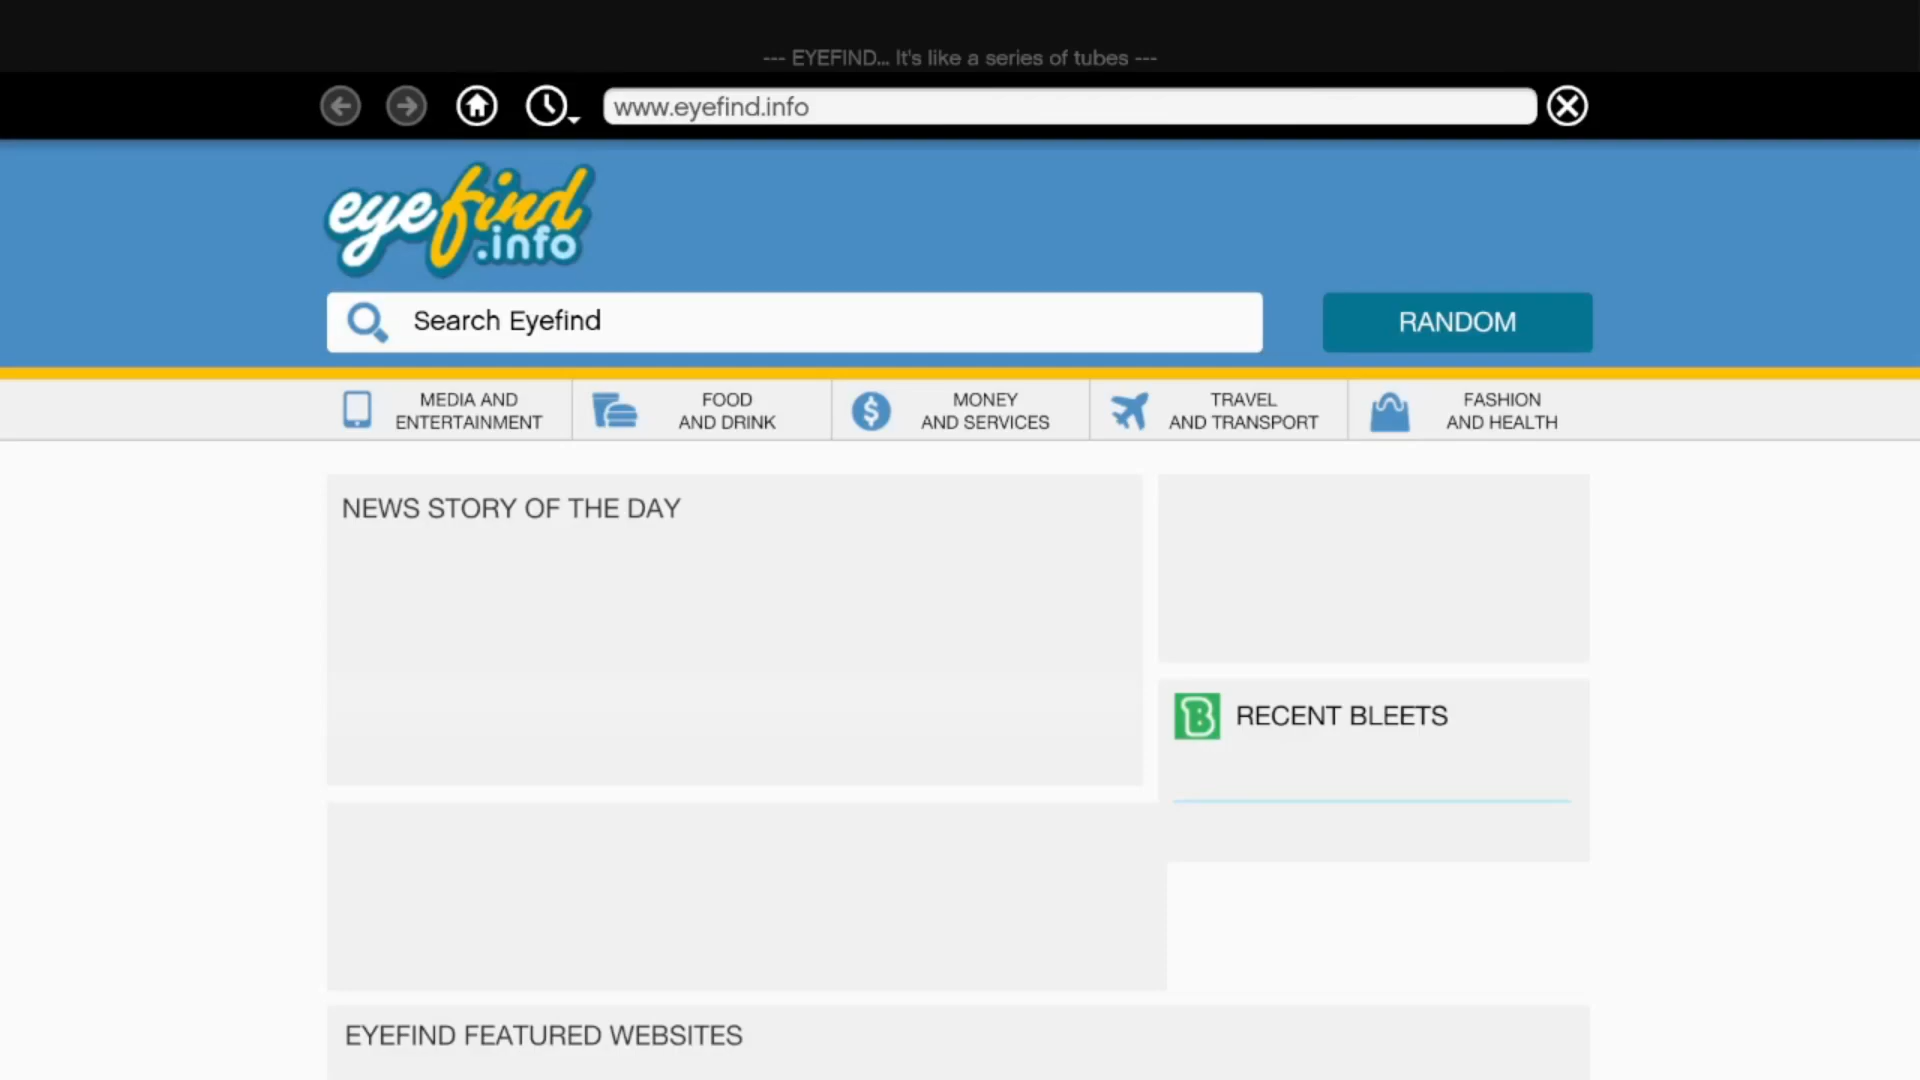 --- EYEFIND... It's like a series of tubes ---
www.eyefind.info
eyefind
.info
Search Eyefind
RANDOM
MEDIA AND
ENTERTAINMENT
FOOD
AND DRINK
MONEY
AND SERVICES
TRAVEL
AND TRANSPORT
FASHION
AND HEALTH
NEWS STORY OF THE DAY
B RECENT BLEETS
EYEFIND FEATURED WEBSITES